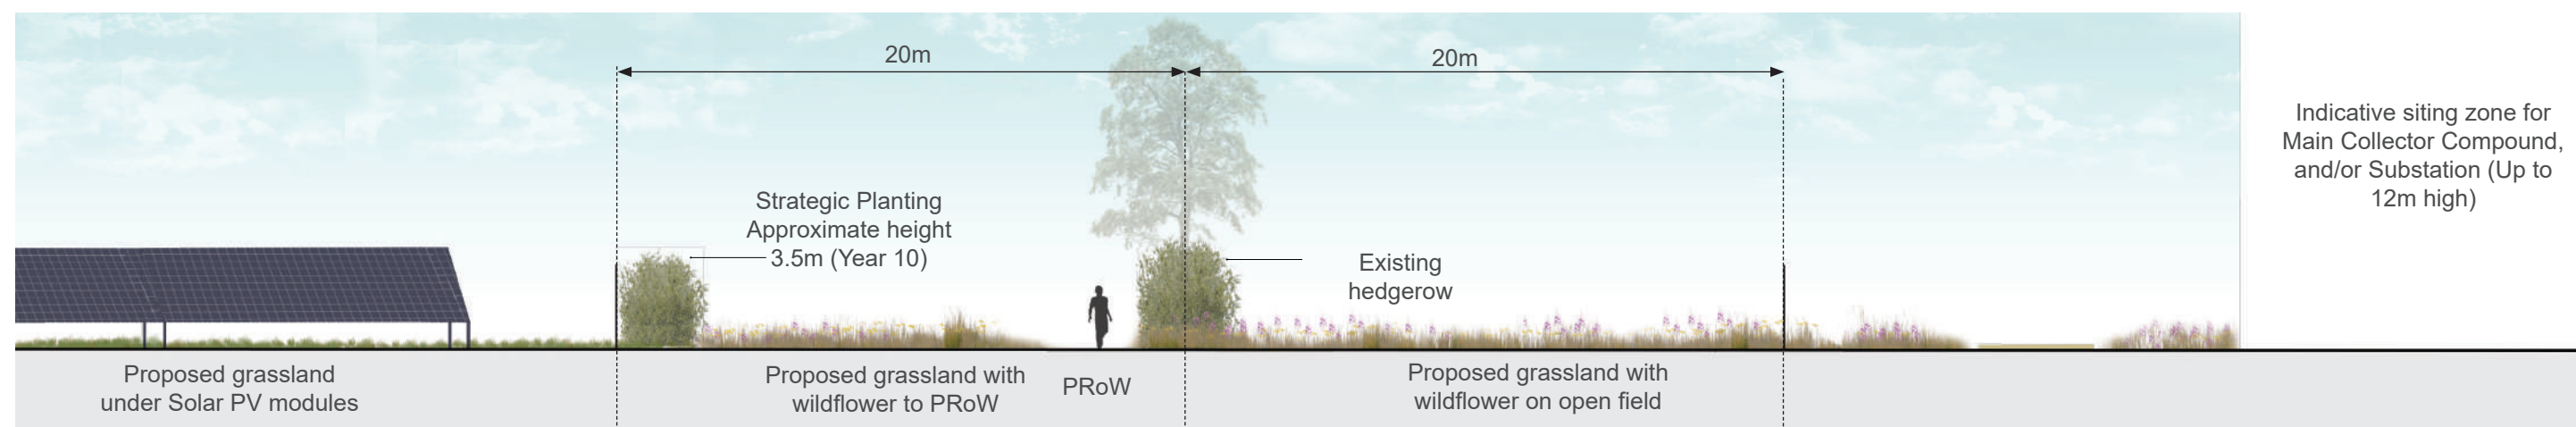 20m
20m
Indicative siting zone for
Main Collector Compound,
and/or Substation (Up to
12m high)
Strategic Planting
Approximate height
3.5m (Year 10)
Existing
hedgerow
Proposed grassland
under Solar PV modules
Proposed grassland with
wildflower to PRoW
PRoW
Proposed grassland with
wildflower on open field